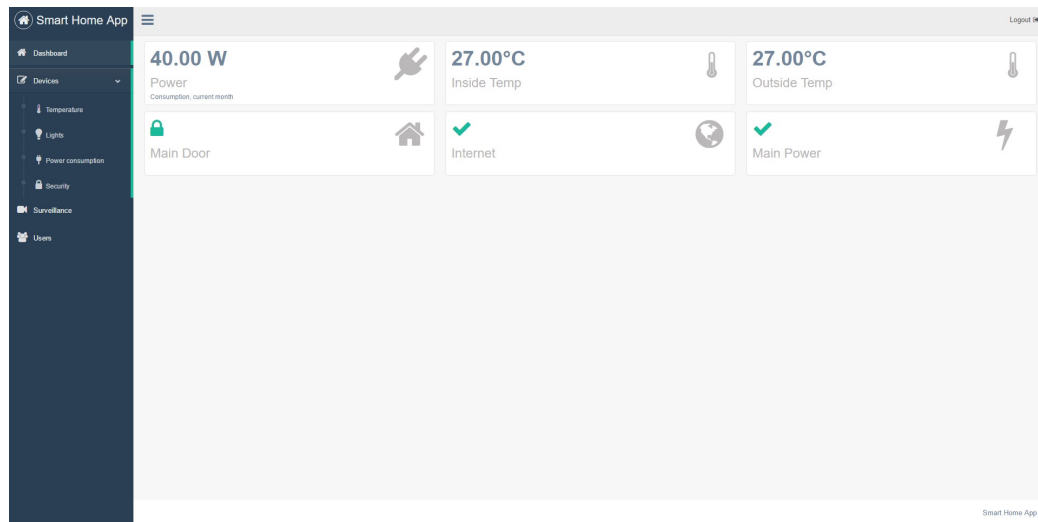 Smart Home App
Logout
Dashboard
Devices
Temperature
Lights
Power consumption
Security
Surveillance
Users
40.00 W
Power
Consumption, current month
27.00°C
Inside Temp
27.00°C
Outside Temp
Main Door
Internet
Main Power
Smart Home App